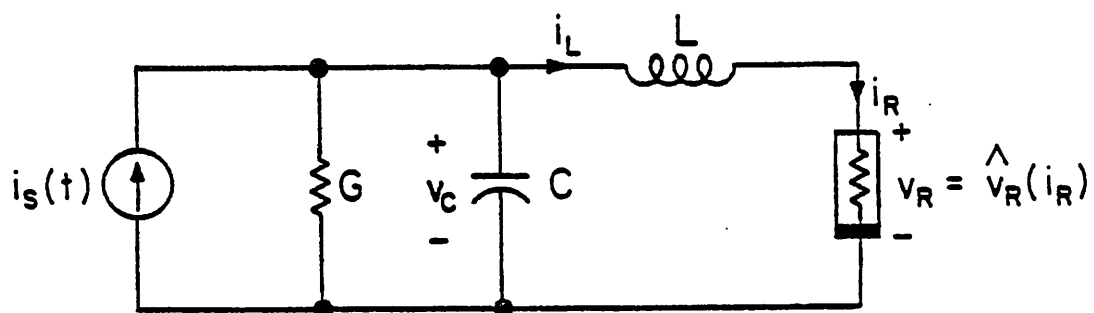 i_L
L
i_R
+
i_s(t)
G
+
v_C
−
C
v_R = v̂_R(i_R)
−